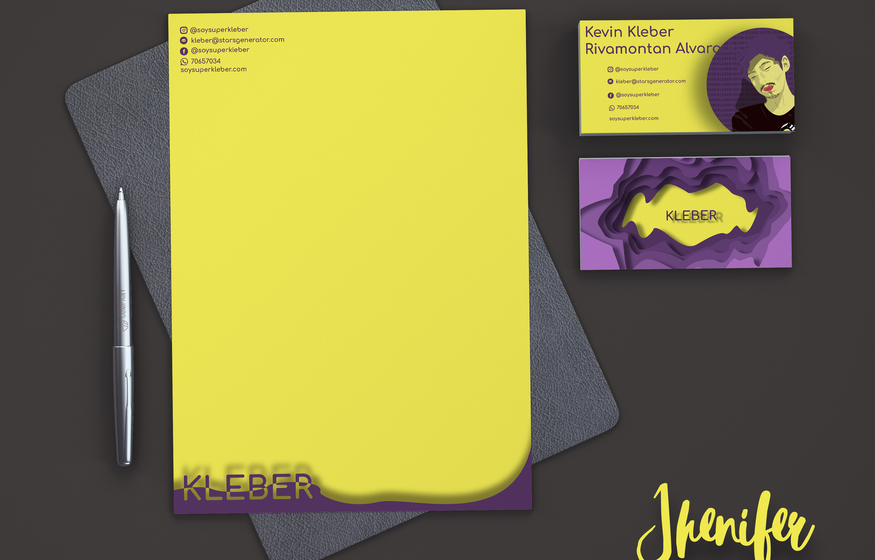 @soysuperkleber
kleber@starsgenerator.com
@soysuperkleber
70657034
soysuperkleber.com
KLEBER
Kevin Kleber
Rivamontan Alvaro
@soysuperkleber
kleber@starsgenerator.com
@soysuperkleber
70657034
soysuperkleber.com
KLEBER
Jhenifer